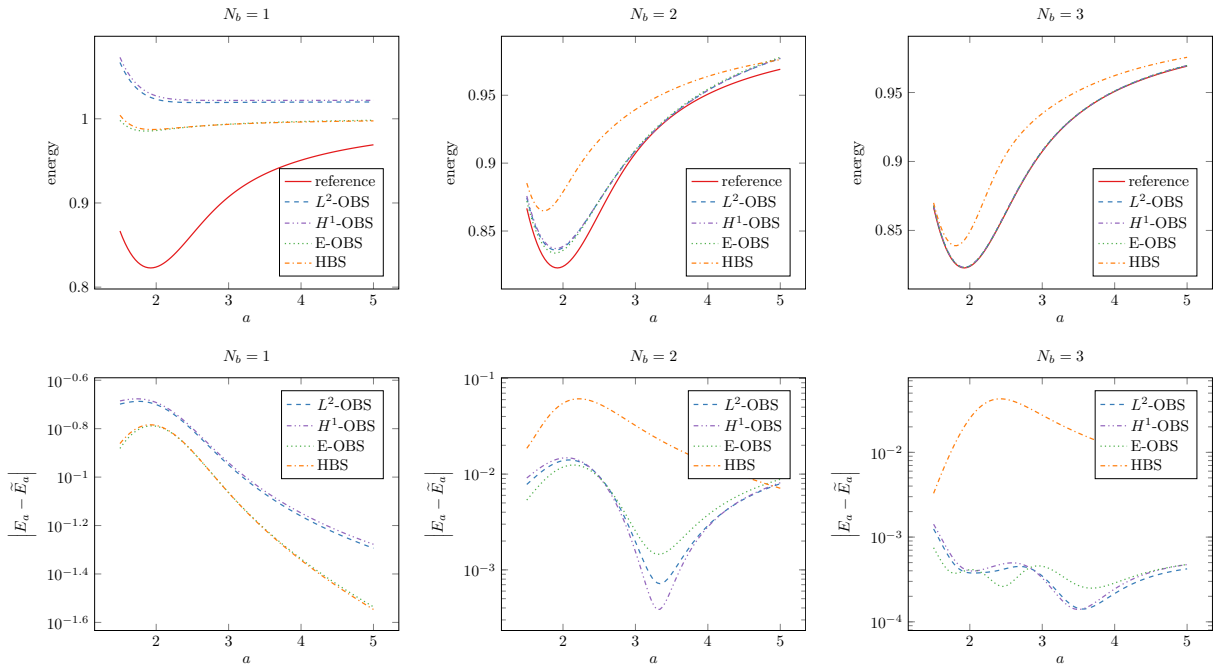 N_b = 1
energy
1
0.9
0.8
2
3
4
5
a
reference
L²-OBS
H¹-OBS
E-OBS
HBS
N_b = 2
energy
0.95
0.9
0.85
2
3
4
5
a
reference
L²-OBS
H¹-OBS
E-OBS
HBS
N_b = 3
energy
0.95
0.9
0.85
2
3
4
5
a
reference
L²-OBS
H¹-OBS
E-OBS
HBS
N_b = 1
|E_a − Ẽ_a|
10^−0.6
10^−0.8
10^−1
10^−1.2
10^−1.4
10^−1.6
2
3
4
5
a
L²-OBS
H¹-OBS
E-OBS
HBS
N_b = 2
|E_a − Ẽ_a|
10^−1
10^−2
10^−3
2
3
4
5
a
L²-OBS
H¹-OBS
E-OBS
HBS
N_b = 3
|E_a − Ẽ_a|
10^−2
10^−3
10^−4
2
3
4
5
a
L²-OBS
H¹-OBS
E-OBS
HBS